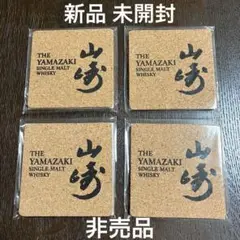 新品 未開封
THE
YAMAZAKI
SINGLE MALT
WHISKY
山崎
THE
YAMAZAKI
SINGLE MALT
WHISKY
山崎
THE
YAMAZAKI
SINGLE MALT
WHISKY
山崎
THE
YAMAZAKI
SINGLE MALT
WHISKY
山崎
非売品